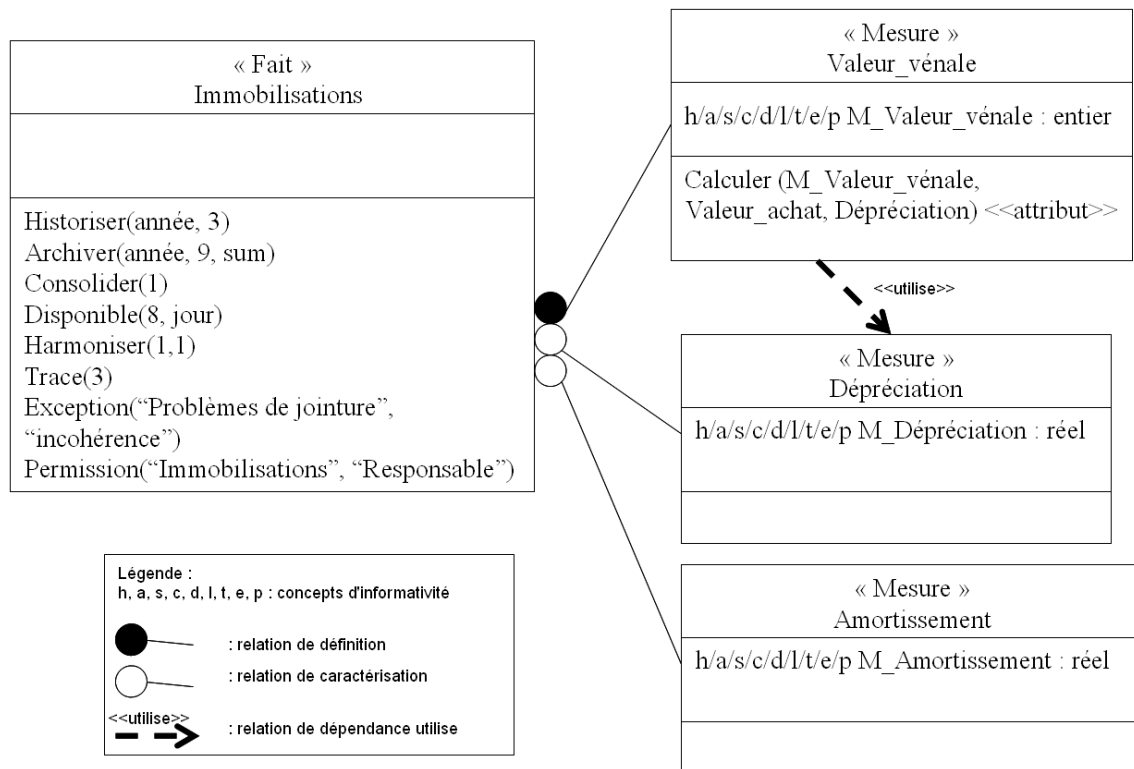 « Fait »
Immobilisations
Historiser(année, 3)
Archiver(année, 9, sum)
Consolider(1)
Disponible(8, jour)
Harmoniser(1,1)
Trace(3)
Exception(“Problèmes de jointure”,
“incohérence”)
Permission(“Immobilisations”, “Responsable”)
« Mesure »
Valeur_vénale
h/a/s/c/d/l/t/e/p M_Valeur_vénale : entier
Calculer (M_Valeur_vénale,
Valeur_achat, Dépréciation) <<attribut>>
<<utilise>>
« Mesure »
Dépréciation
h/a/s/c/d/l/t/e/p M_Dépréciation : réel
« Mesure »
Amortissement
h/a/s/c/d/l/t/e/p M_Amortissement : réel
Légende :
h, a, s, c, d, l, t, e, p : concepts d'informativité
: relation de définition
: relation de caractérisation
<<utilise>>
: relation de dépendance utilise